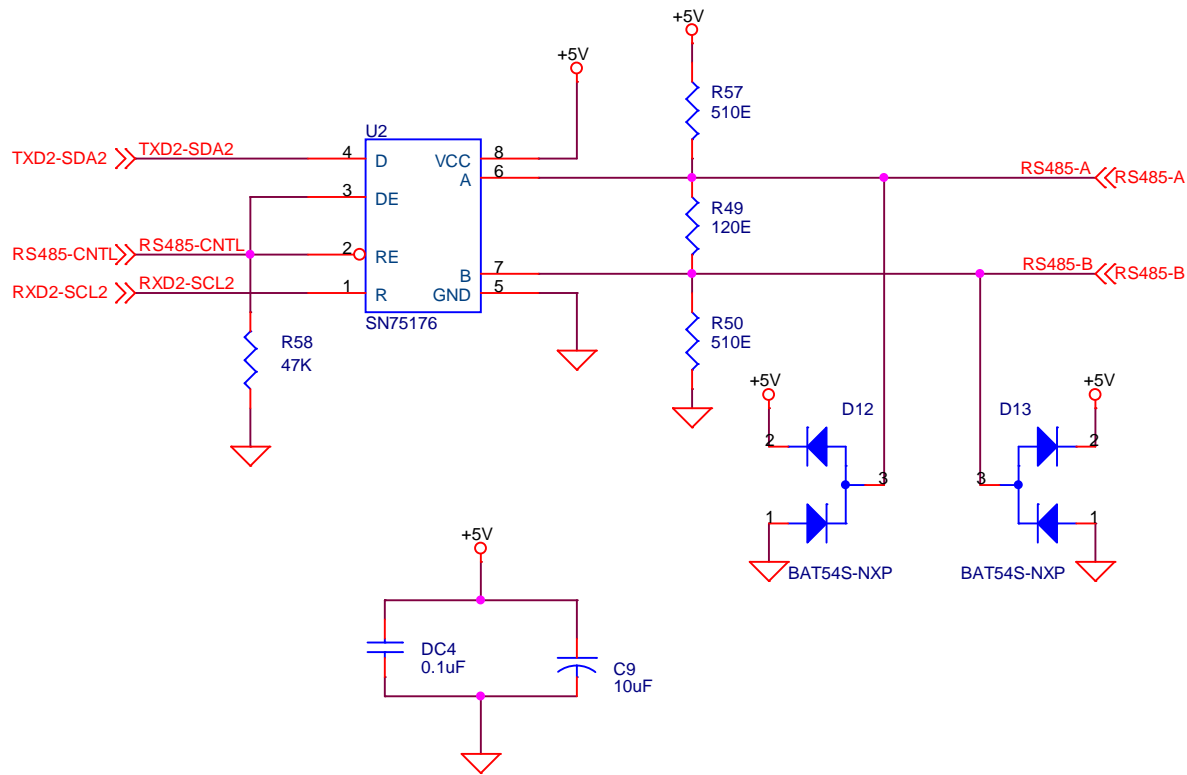 +5V
+5V
R57
510E
U2
TXD2-SDA2
TXD2-SDA2
4
D
VCC
8
A
6
RS485-A
RS485-A
3
DE
R49
120E
RS485-CNTL
RS485-CNTL
2
RE
B
7
RS485-B
RS485-B
RXD2-SCL2
RXD2-SCL2
1
R
GND
5
SN75176
R50
510E
R58
47K
+5V
+5V
D12
D13
2
2
3
3
1
1
BAT54S-NXP
BAT54S-NXP
+5V
DC4
0.1uF
C9
10uF